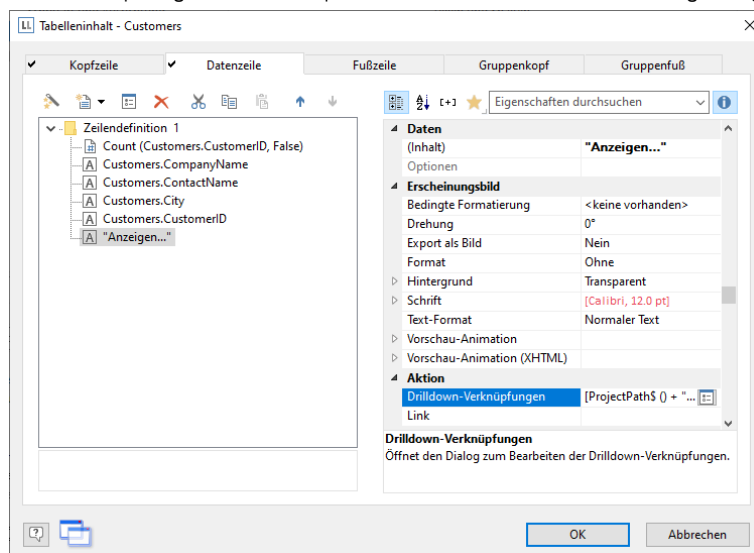 LL Tabelleninhalt - Customers
Kopfzeile Datenzeile Fußzeile Gruppenkopf Gruppenfuß
Eigenschaften durchsuchen
Zeilendefinition 1
Count (Customers.CustomerID, False)
Customers.CompanyName
Customers.ContactName
Customers.City
Customers.CustomerID
"Anzeigen..."
Daten
(Inhalt) "Anzeigen..."
Optionen
Erscheinungsbild
Bedingte Formatierung <keine vorhanden>
Drehung 0°
Export als Bild Nein
Format Ohne
Hintergrund Transparent
Schrift [Calibri, 12.0 pt]
Text-Format Normaler Text
Vorschau-Animation
Vorschau-Animation (XHTML)
Aktion
Drilldown-Verknüpfungen [ProjectPath$ () + "...
Link
Drilldown-Verknüpfungen
Öffnet den Dialog zum Bearbeiten der Drilldown-Verknüpfungen.
OK Abbrechen